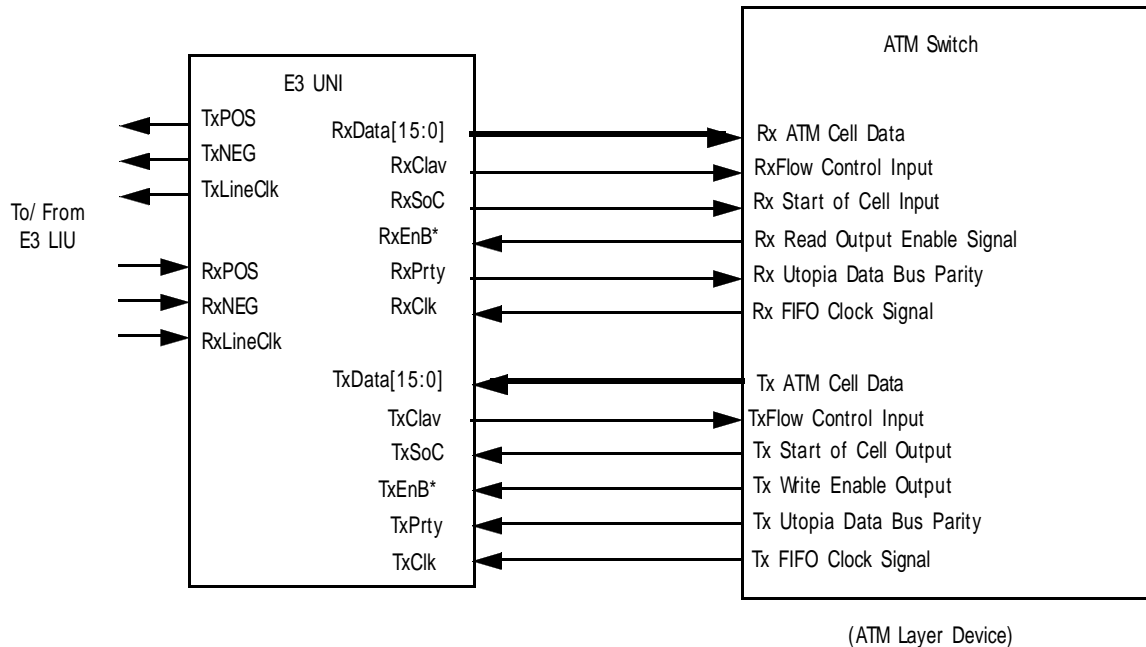 ATM Switch
E3 UNI
TxPOS
TxNEG
TxLineClk
To/ From
E3 LIU
RxPOS
RxNEG
RxLineClk
RxData[15:0]
RxClav
RxSoC
RxEnB*
RxPrty
RxClk
TxData[15:0]
TxClav
TxSoC
TxEnB*
TxPrty
TxClk
Rx ATM Cell Data
RxFlow Control Input
Rx Start of Cell Input
Rx Read Output Enable Signal
Rx Utopia Data Bus Parity
Rx FIFO Clock Signal
Tx ATM Cell Data
TxFlow Control Input
Tx Start of Cell Output
Tx Write Enable Output
Tx Utopia Data Bus Parity
Tx FIFO Clock Signal
(ATM Layer Device)